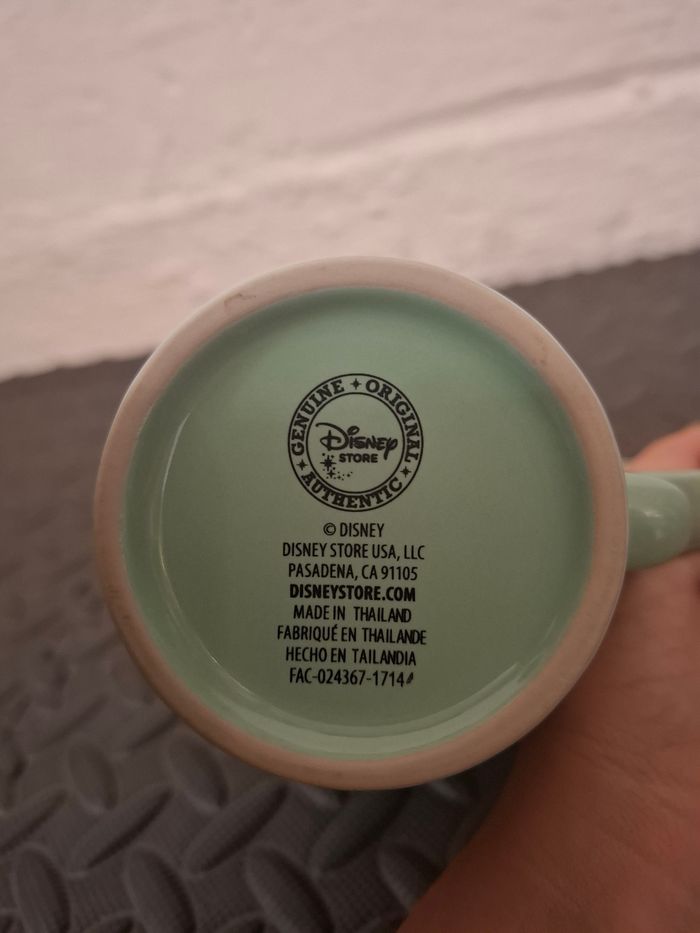 GENUINE ORIGINAL AUTHENTIC
Disney
STORE
© DISNEY
DISNEY STORE USA, LLC
PASADENA, CA 91105
DISNEYSTORE.COM
MADE IN THAILAND
FABRIQUÉ EN THAILANDE
HECHO EN TAILANDIA
FAC-024367-1714